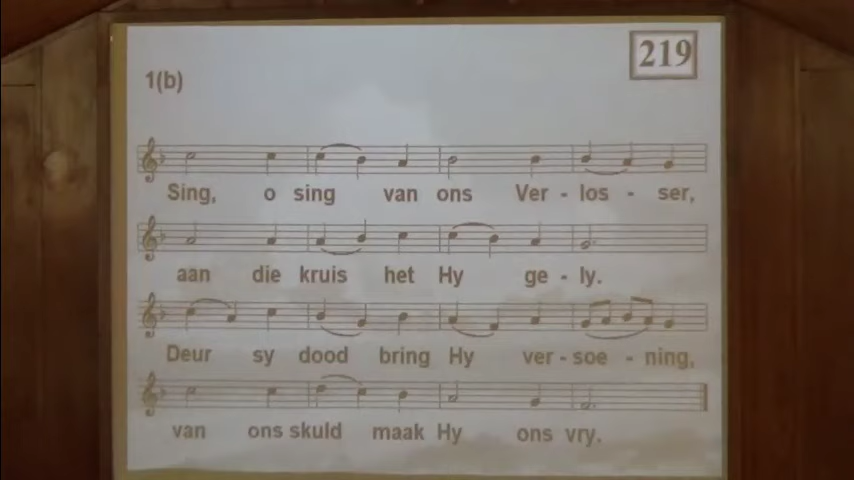 219
1(b)
Sing, o sing van ons Ver - los - ser,
aan die kruis het Hy ge - ly.
Deur sy dood bring Hy ver - soe - ning,
van ons skuld maak Hy ons vry.